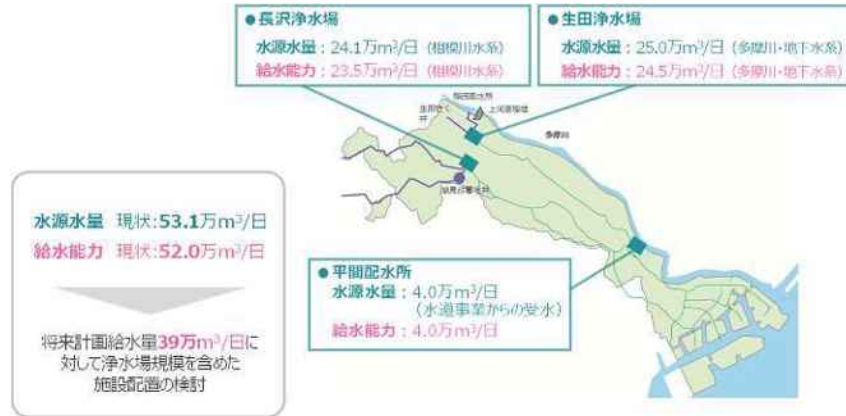 ●長沢浄水場
水源水量：24.1万m³/日（相模川水系）
給水能力：23.5万m³/日（相模川水系）
●生田浄水場
水源水量：25.0万m³/日（多摩川・地下水系）
給水能力：24.5万m³/日（多摩川・地下水系）
多摩川
水源水量 現状：53.1万m³/日
給水能力 現状：52.0万m³/日
将来計画給水量39万m³/日に
対して浄水場規模を含めた
施設配置の検討
●平間配水所
水源水量：4.0万m³/日
（水道事業からの受水）
給水能力：4.0万m³/日